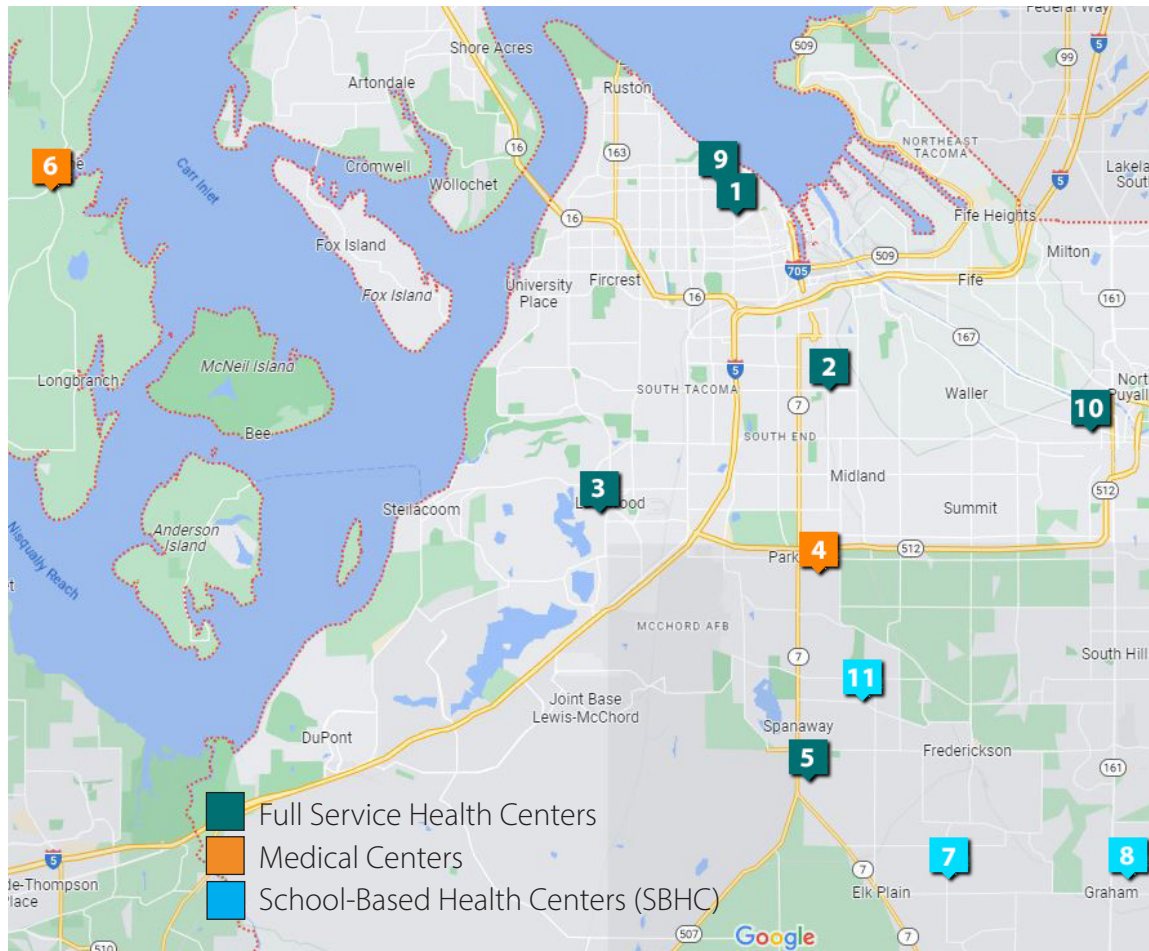 Federal Way
5
509
99
Shore Acres
Artondale
Ruston
NORTHEAST
TACOMA
16
163
9
6
Cromwell
Wollochet
1
5
Carr Inlet
16
Fife Heights
Fox Island
509
Milton
705
University
Place
Fircrest
Fife
Fox Island
16
161
167
McNeil Island
2
5
Longbranch
SOUTH TACOMA
Waller
7
10
Bee
SOUTH END
Midland
3
512
Steilacoom
Summit
Anderson
Island
Nisqually Reach
4
512
MCCHORD AFB
7
South Hill
11
Joint Base
Lewis-McChord
Spanaway
DuPont
5
Frederickson
161
Full Service Health Centers
Medical Centers
School-Based Health Centers (SBHC)
5
7
8
7
Elk Plain
Graham
Place
510
507
Google
7